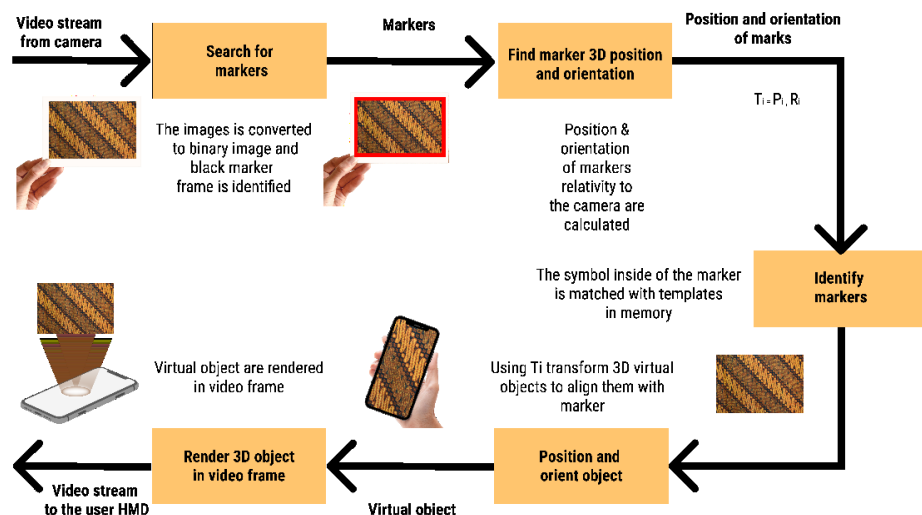 Video stream
from camera
Search for
markers
Markers
Find marker 3D position
and orientation
Position and orientation
of marks
Ti = Pi, Ri
The images is converted
to binary image and
black marker
frame is identified
Position &
orientation
of markers
relativity to
the camera are
calculated
The symbol inside of the marker
is matched with templates
in memory
Identify
markers
Virtual object are rendered
in video frame
Using Ti transform 3D virtual
objects to align them with
marker
Render 3D object
in video frame
Position and
orient object
Video stream
to the user HMD
Virtual object